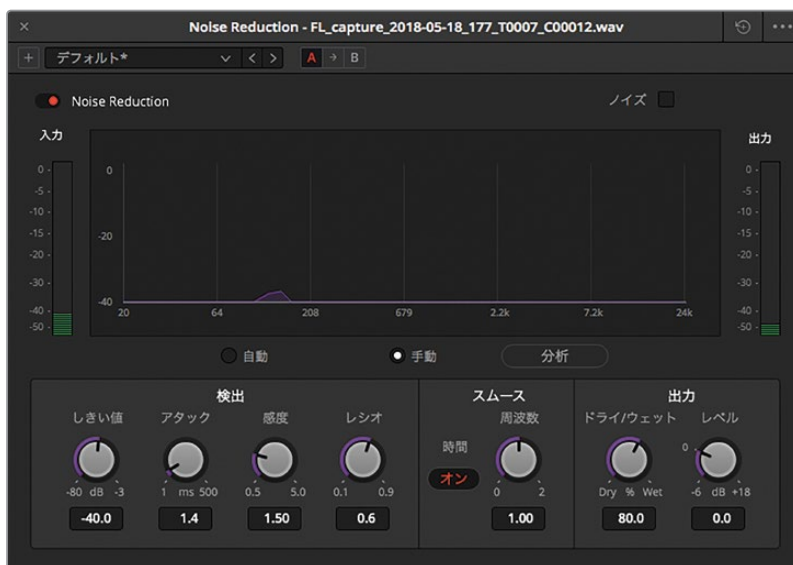 Noise Reduction - FL_capture_2018-05-18_177_T0007_C00012.wav
デフォルト*
A
B
Noise Reduction
ノイズ
入力
0
-5
-10
-15
-20
-30
-40
-50
0
-20
-40
20
64
208
679
2.2k
7.2k
24k
出力
0
-5
-10
-15
-20
-30
-40
-50
自動
手動
分析
検出
しきい値
アタック
感度
レシオ
-80 dB -3
1 ms 500
0.5 5.0
0.1 0.9
-40.0
1.4
1.50
0.6
スムース
時間
周波数
オン
0 2
1.00
出力
ドライ/ウェット
レベル
0
Dry % Wet
-6 dB +18
80.0
0.0